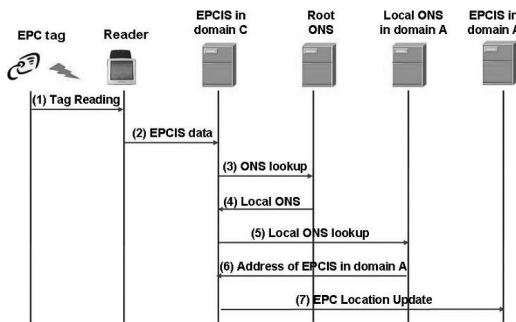 EPC tag
Reader
EPCIS in
domain C
Root
ONS
Local ONS
in domain A
EPCIS in
domain A
(1) Tag Reading
(2) EPCIS data
(3) ONS lookup
(4) Local ONS
(5) Local ONS lookup
(6) Address of EPCIS in domain A
(7) EPC Location Update